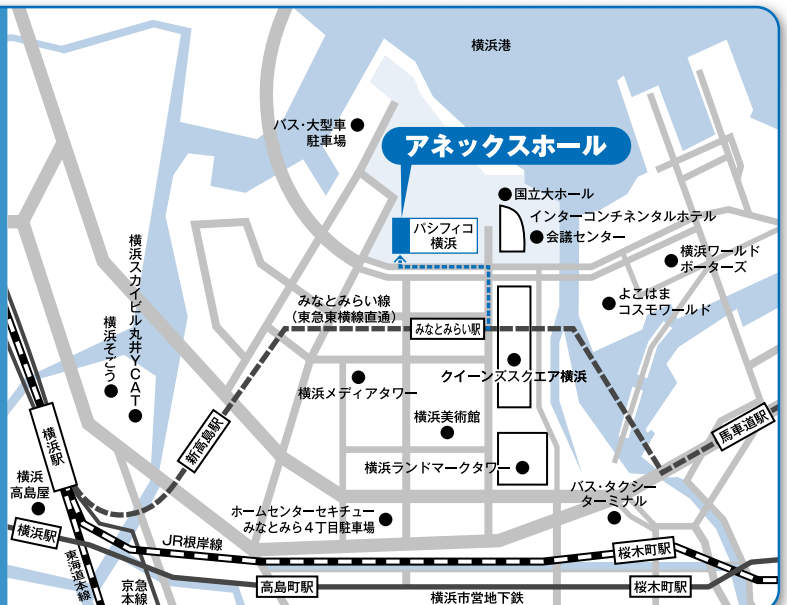 横浜港
バス・大型車
駐車場
アネックスホール
国立大ホール
インターコンチネンタルホテル
パシフィコ
横浜
会議センター
横浜ワールド
ポーターズ
よこはま
コスモワールド
みなとみらい線
（東急東横線直通）
みなとみらい駅
横浜スカイビル丸井YCAT
横浜そごう
クイーンズスクエア横浜
横浜メディアタワー
横浜美術館
新高島駅
馬車道駅
横浜駅
横浜ランドマークタワー
横浜
高島屋
バス・タクシー
ターミナル
ホームセンターセキチュー
みなとみら4丁目駐車場
横浜駅
JR根岸線
桜木町駅
東海道本線
京急
本線
高島町駅
横浜市営地下鉄
桜木町駅